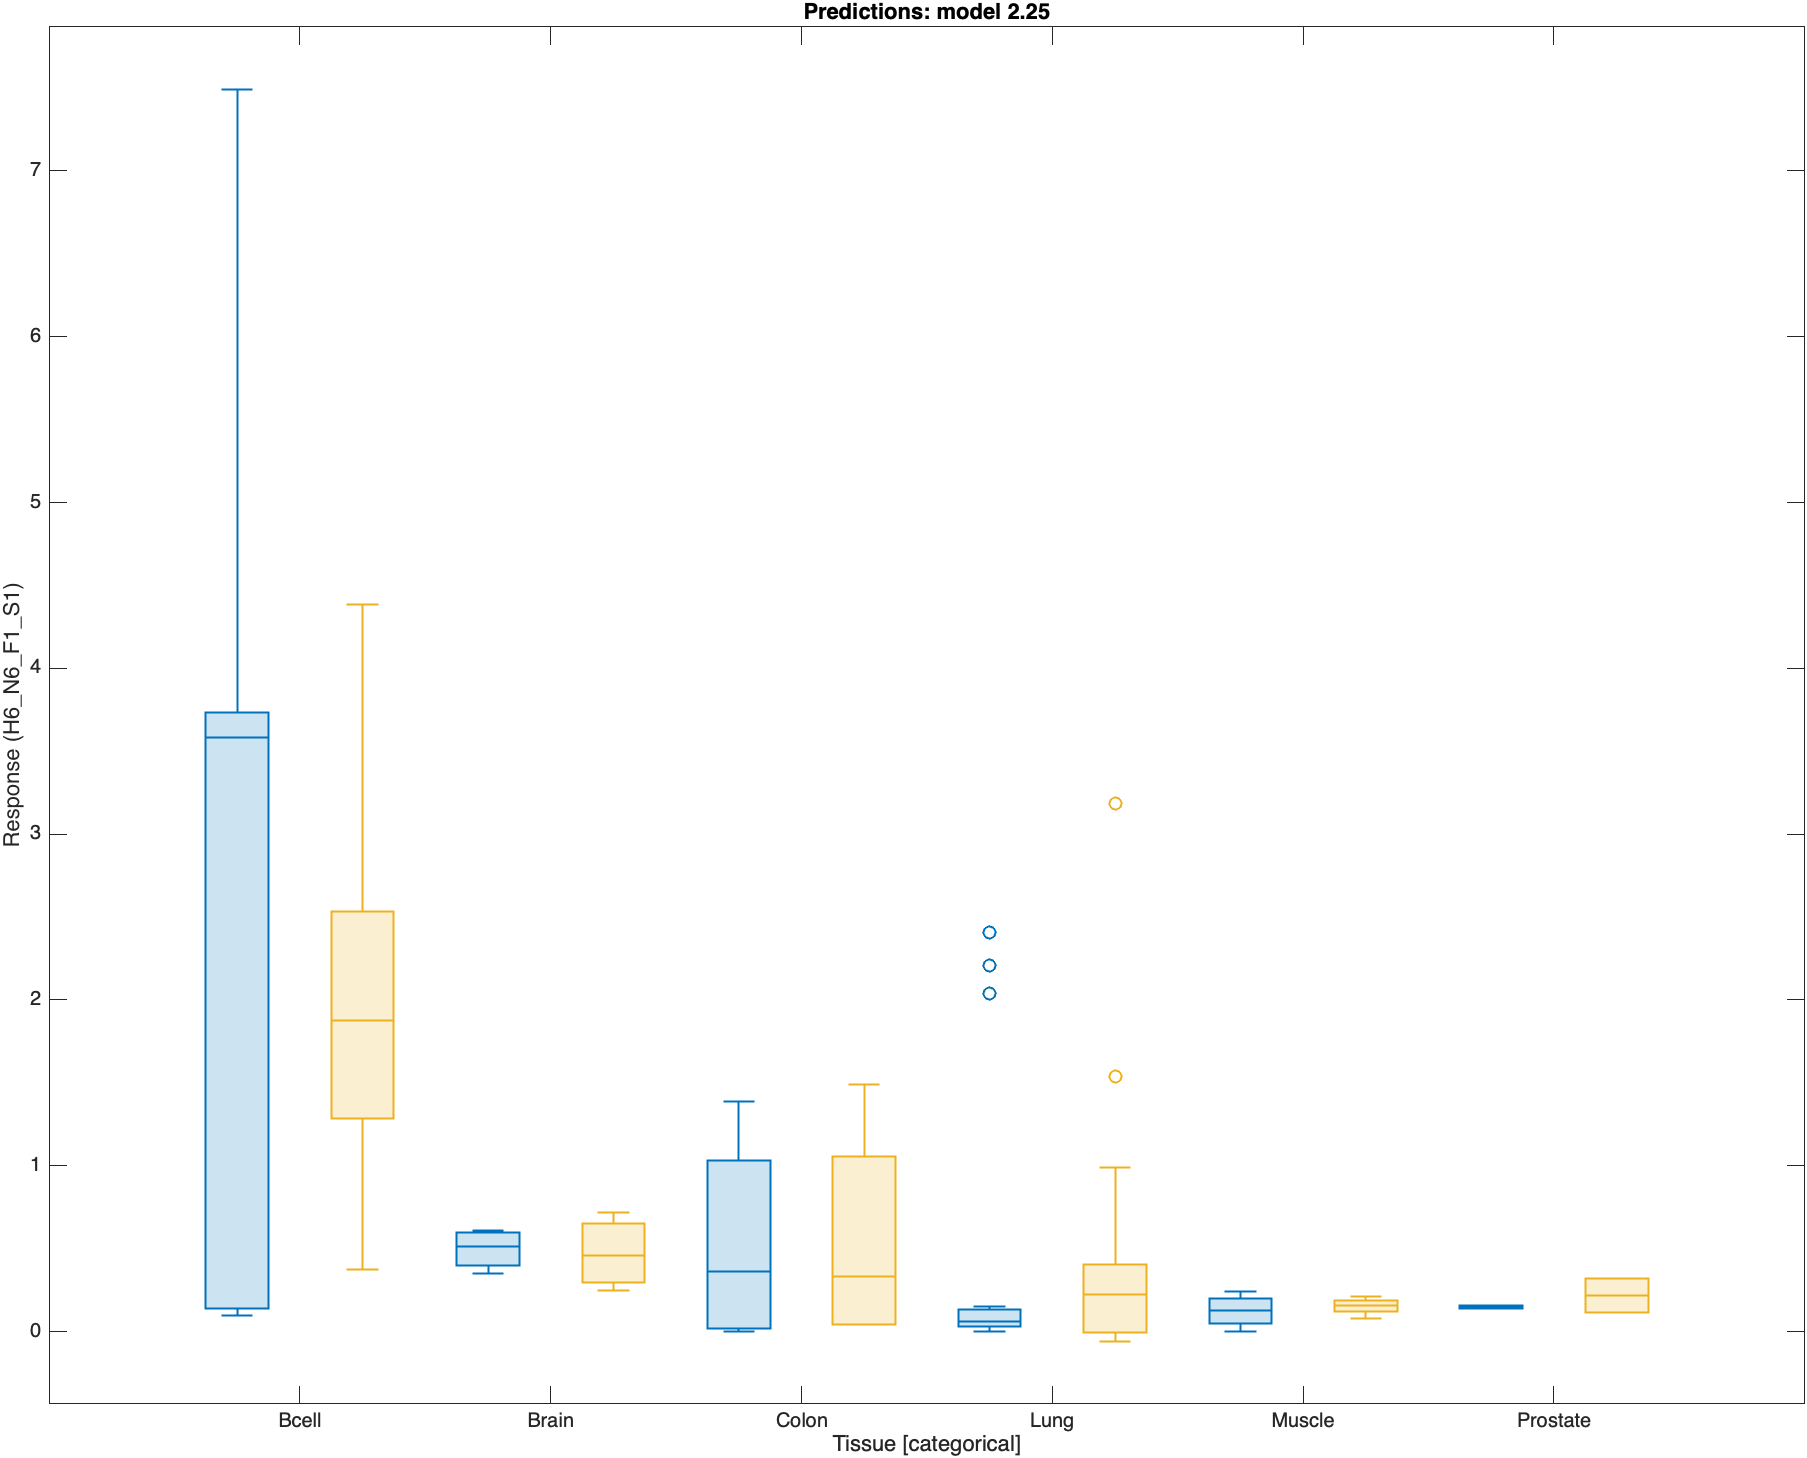 Predictions: model 2.25
7
6
5
4
3
2
1
0
Response (H6_N6_F1_S1)
Bcell Brain Colon Lung Muscle Prostate
Tissue [categorical]